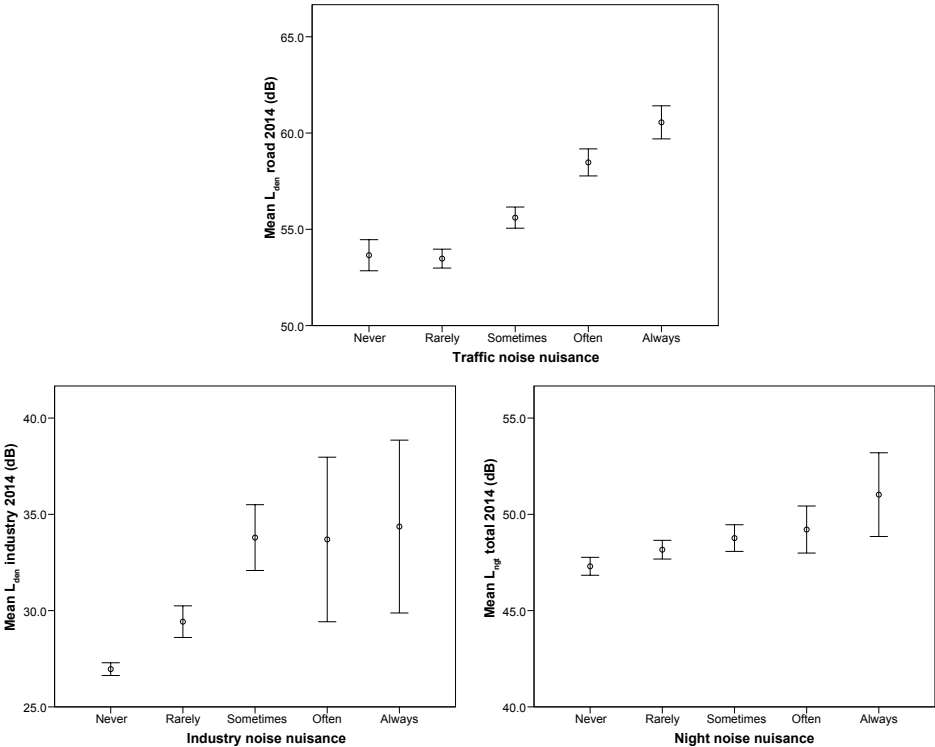 Mean Lden road 2014 (dB)
65.0
60.0
55.0
50.0
Never Rarely Sometimes Often Always
Traffic noise nuisance
Mean Lden industry 2014 (dB)
40.0
35.0
30.0
25.0
Never Rarely Sometimes Often Always
Industry noise nuisance
Mean Lngt total 2014 (dB)
55.0
50.0
45.0
40.0
Never Rarely Sometimes Often Always
Night noise nuisance